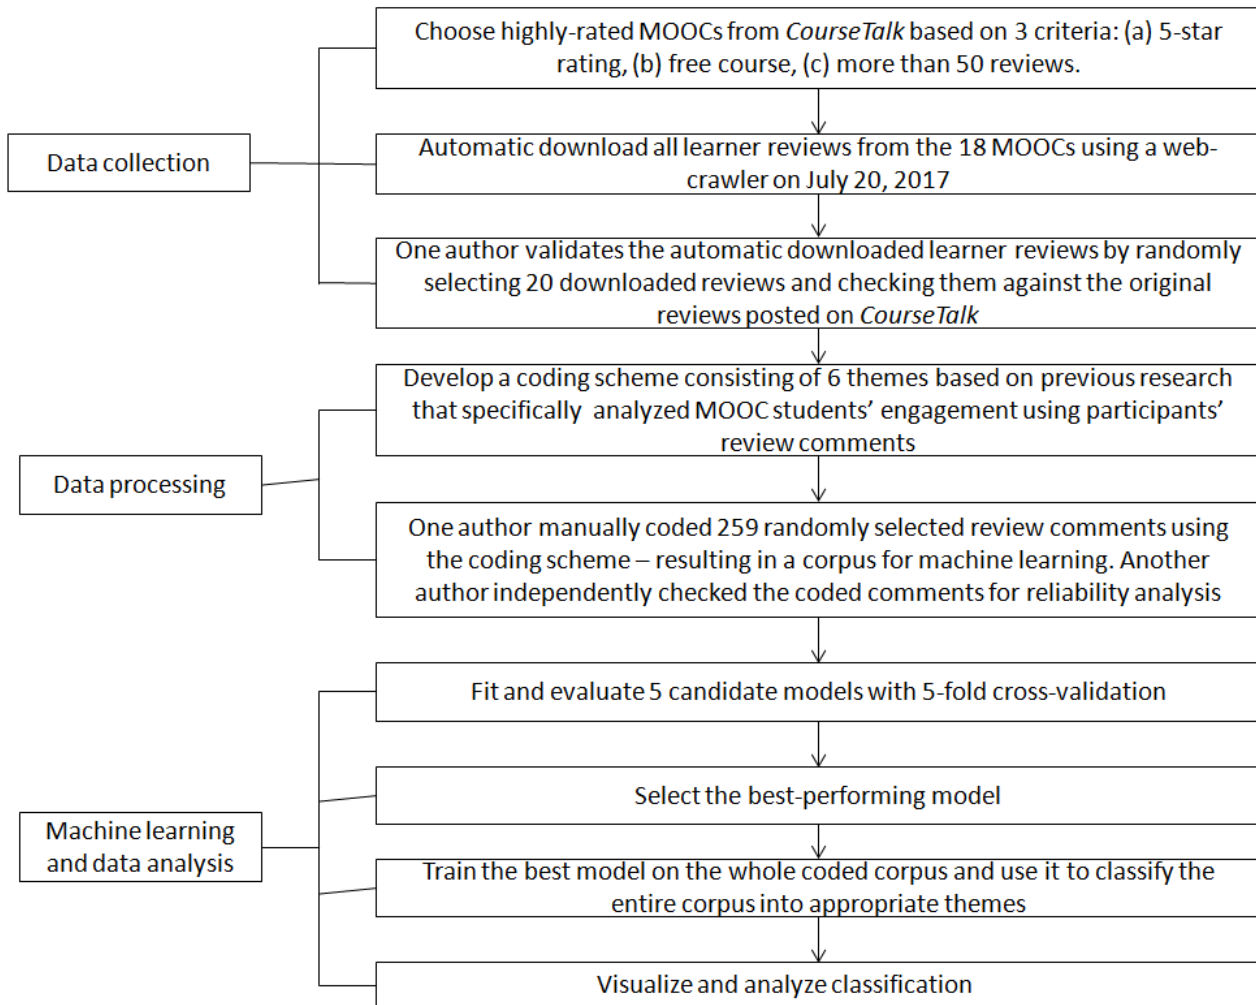 Choose highly-rated MOOCs from CourseTalk based on 3 criteria: (a) 5-star
rating, (b) free course, (c) more than 50 reviews.
Data collection
Automatic download all learner reviews from the 18 MOOCs using a web-
crawler on July 20, 2017
One author validates the automatic downloaded learner reviews by randomly
selecting 20 downloaded reviews and checking them against the original
reviews posted on CourseTalk
Develop a coding scheme consisting of 6 themes based on previous research
that specifically analyzed MOOC students’ engagement using participants’
review comments
Data processing
One author manually coded 259 randomly selected review comments using
the coding scheme – resulting in a corpus for machine learning. Another
author independently checked the coded comments for reliability analysis
Fit and evaluate 5 candidate models with 5-fold cross-validation
Select the best-performing model
Machine learning
and data analysis
Train the best model on the whole coded corpus and use it to classify the
entire corpus into appropriate themes
Visualize and analyze classification